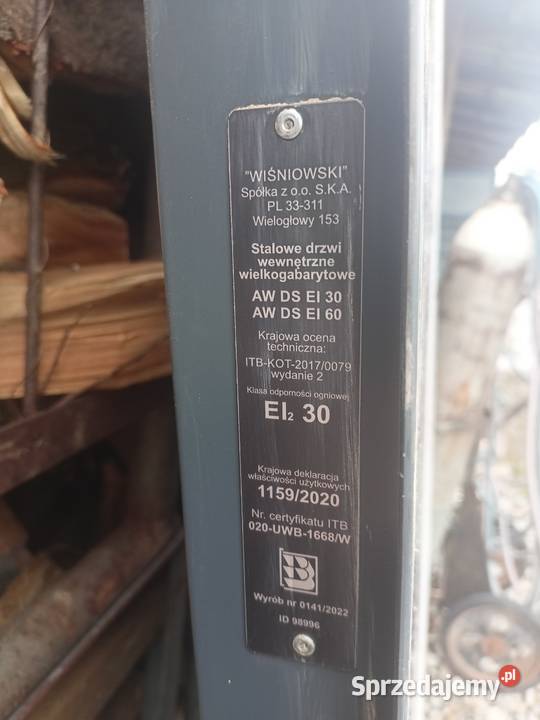 "WIŚNIOWSKI"
Spółka z o.o. S.K.A.
PL 33-311
Wielogłowy 153
Stalowe drzwi
wewnętrzne
wielkogabarytowe
AW DS EI 30
AW DS EI 60
Krajowa ocena
techniczna:
ITB-KOT-2017/0079
wydanie 2
Klasa odporności ogniowej
EI₂ 30
Krajowa deklaracja
właściwości użytkowych
1159/2020
Nr. certyfikatu ITB
020-UWB-1668/W
B
Wyrób nr 0141/2022
ID 98996
Sprzedajemy.pl